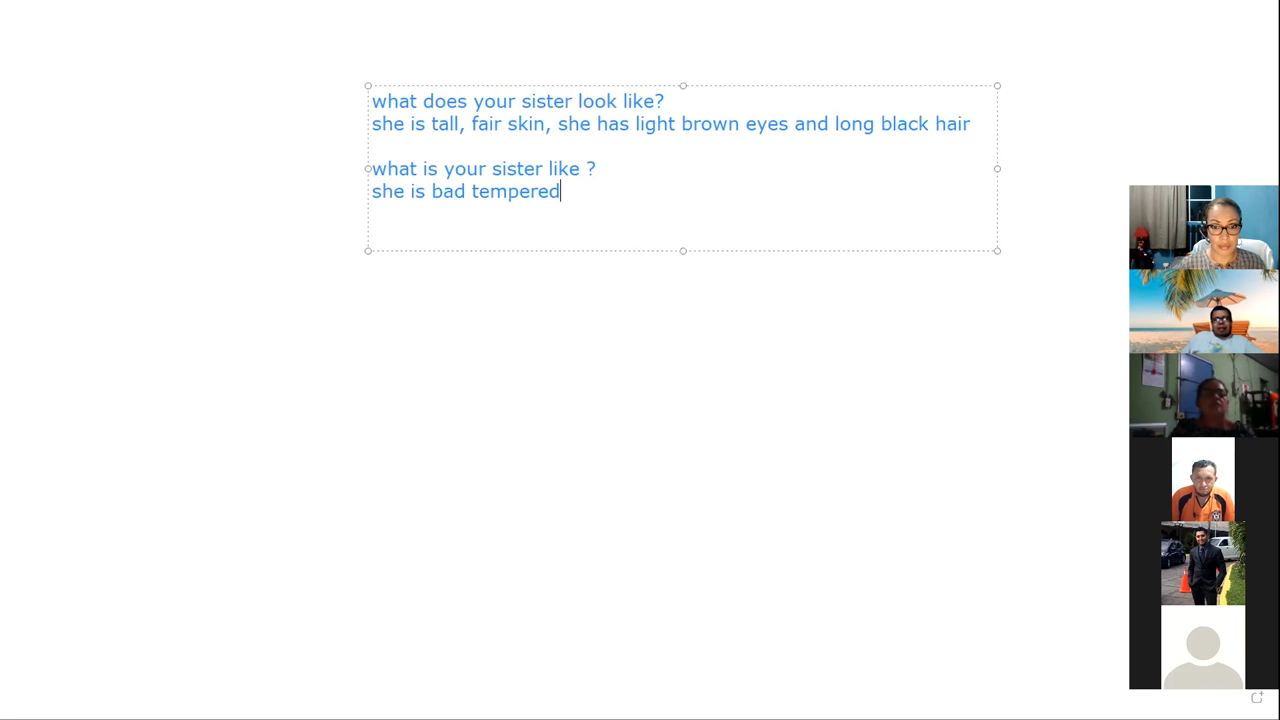 what does your sister look like?
she is tall, fair skin, she has light brown eyes and long black hair
what is your sister like ?
she is bad tempered